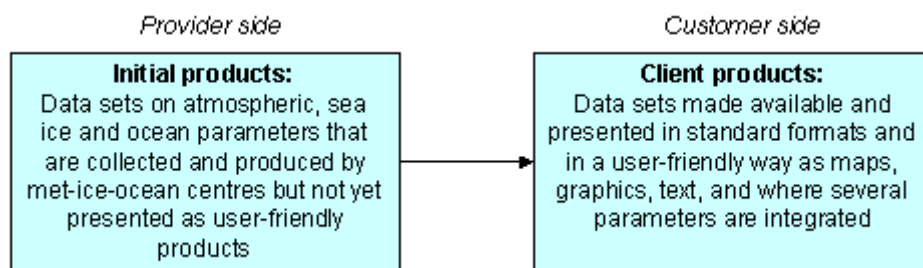 Provider side
Customer side
Initial products:
Data sets on atmospheric, sea
ice and ocean parameters that
are collected and produced by
met-ice-ocean centres but not yet
presented as user-friendly
products
Client products:
Data sets made available and
presented in standard formats and
in a user-friendly way as maps,
graphics, text, and where several
parameters are integrated